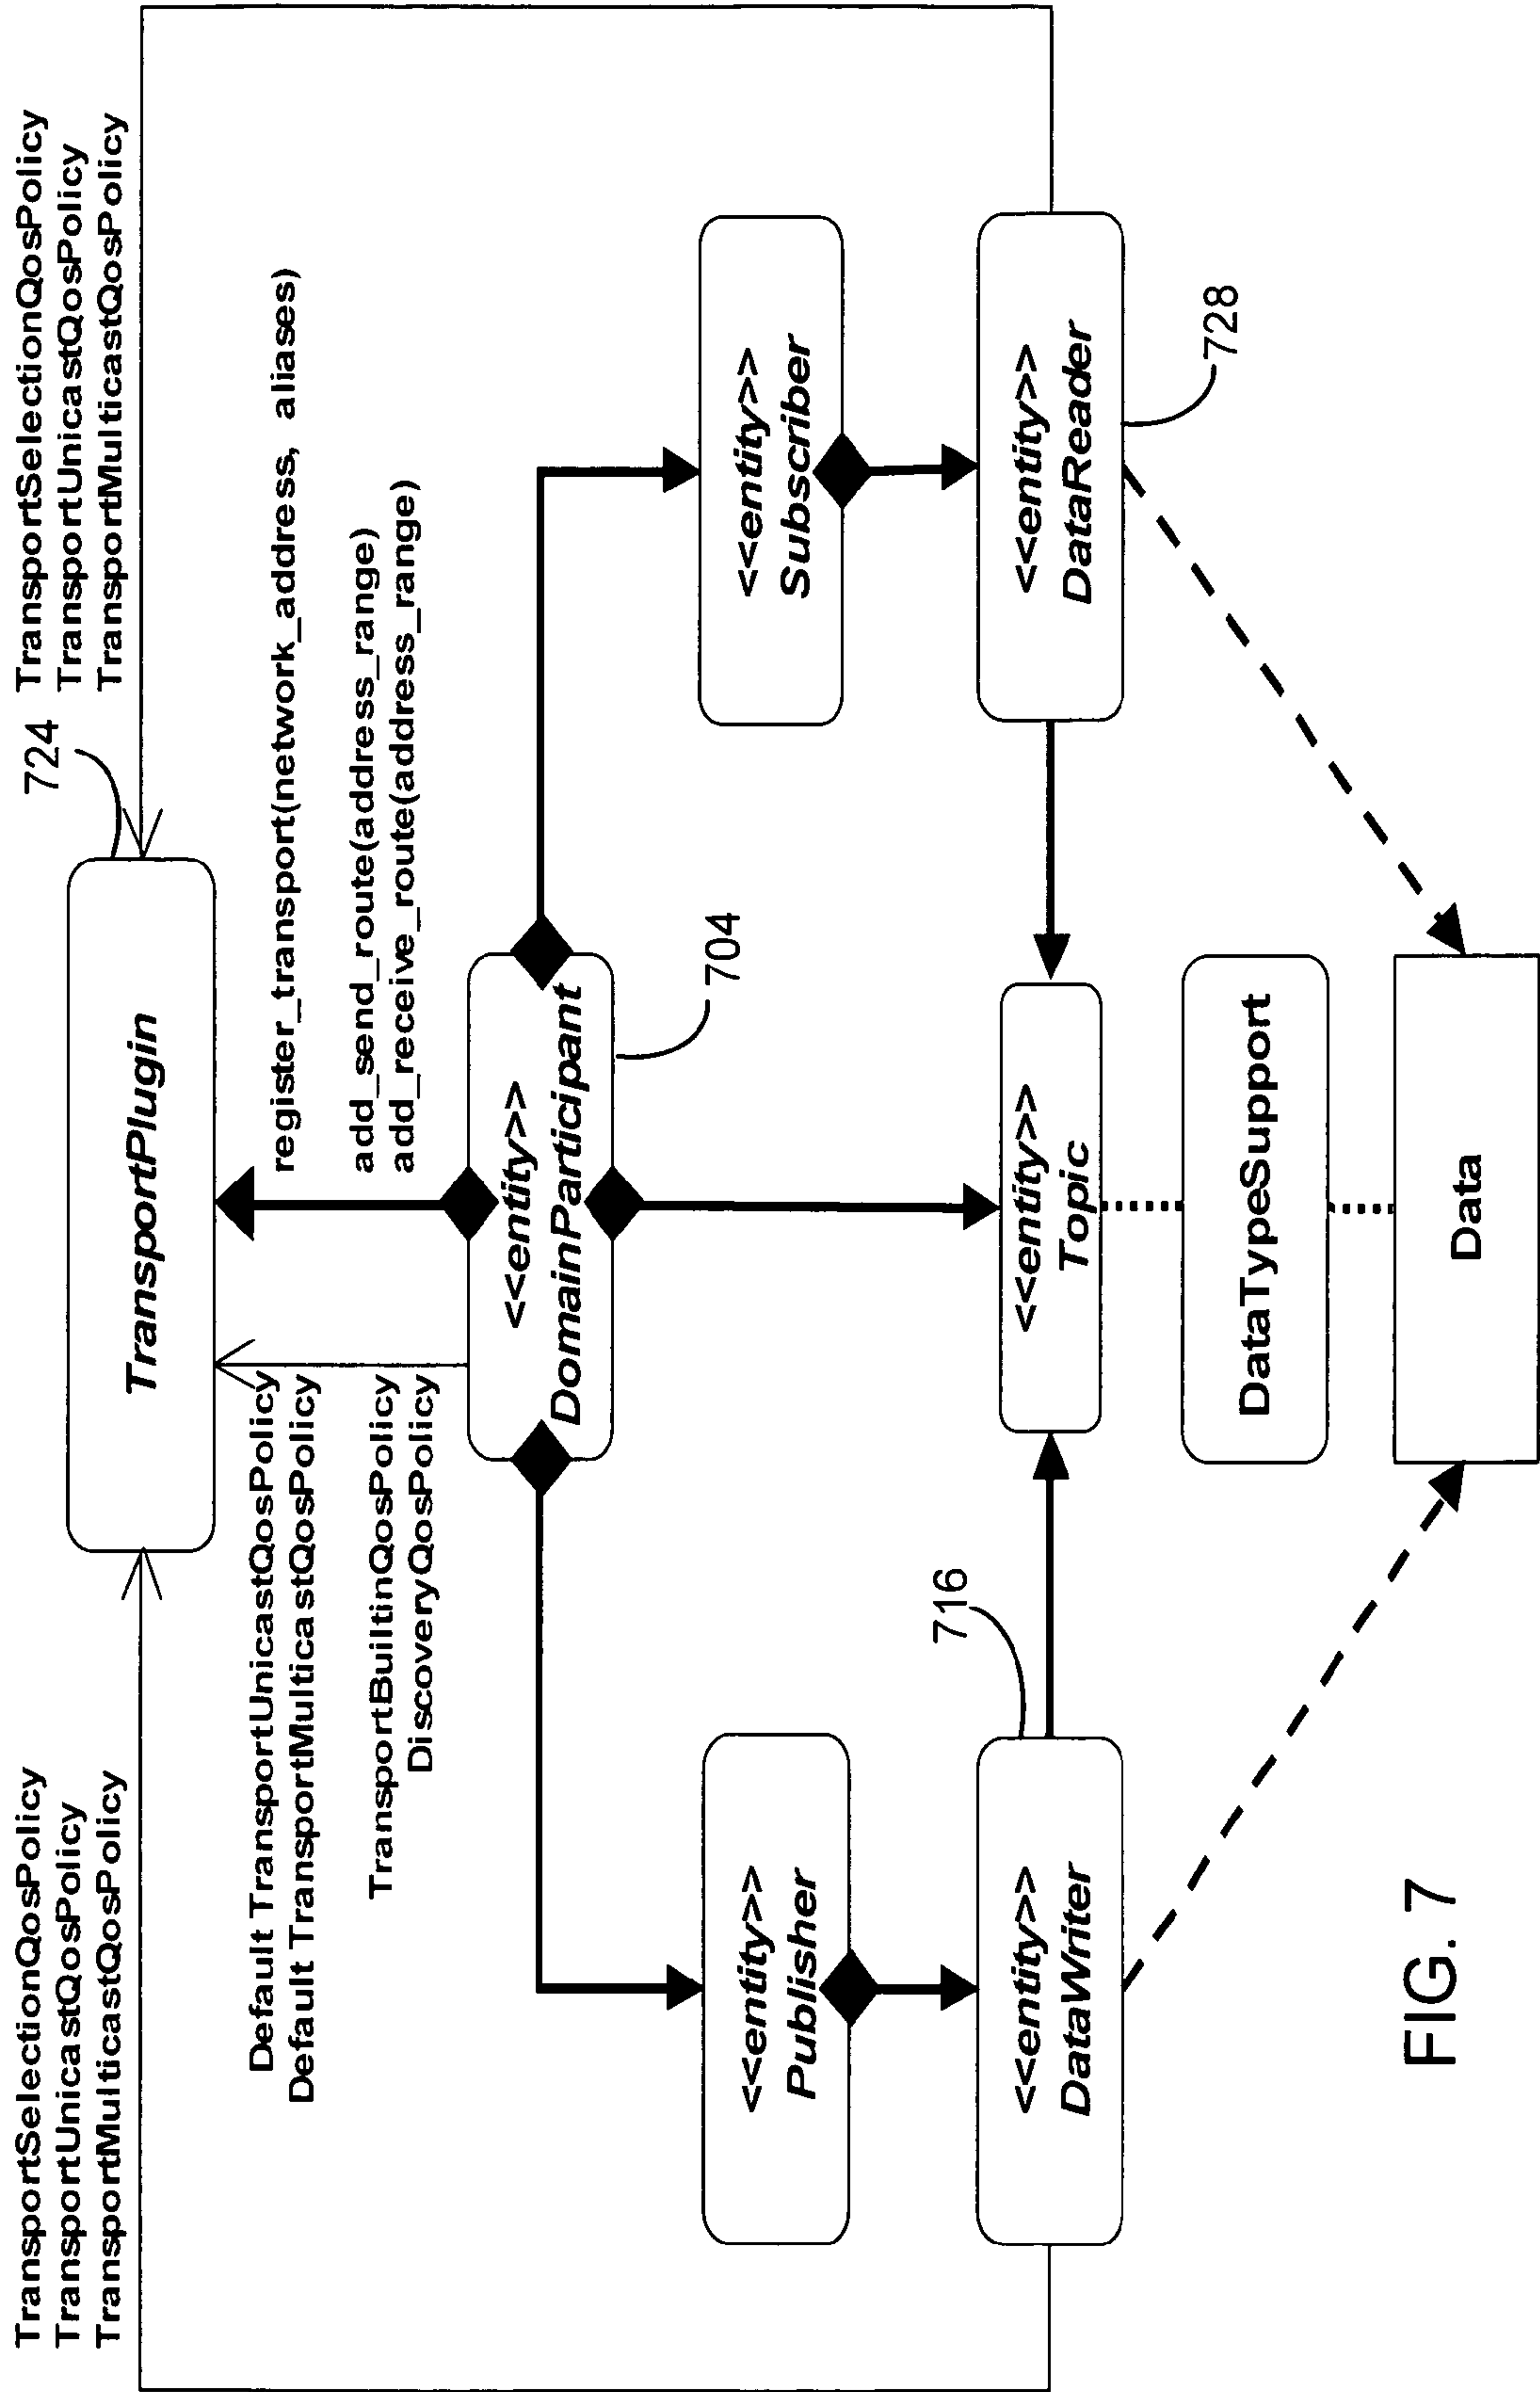 TransportSelectionQosPolicy
TransportUnicastQosPolicy
TransportMulticastQosPolicy
724
TransportSelectionQosPolicy
TransportUnicastQosPolicy
TransportMulticastQosPolicy
TransportPlugin
Default TransportUnicastQosPolicy
Default TransportMulticastQosPolicy
TransportBuiltinQosPolicy
DiscoveryQosPolicy
register_transport(network_address, aliases)
add_send_route(address_range)
add_receive_route(address_range)
<<entity>>
DomainParticipant
704
<<entity>>
Publisher
<<entity>>
Subscriber
716
<<entity>>
DataWriter
<<entity>>
Topic
<<entity>>
DataReader
728
DataTypeSupport
Data
FIG. 7